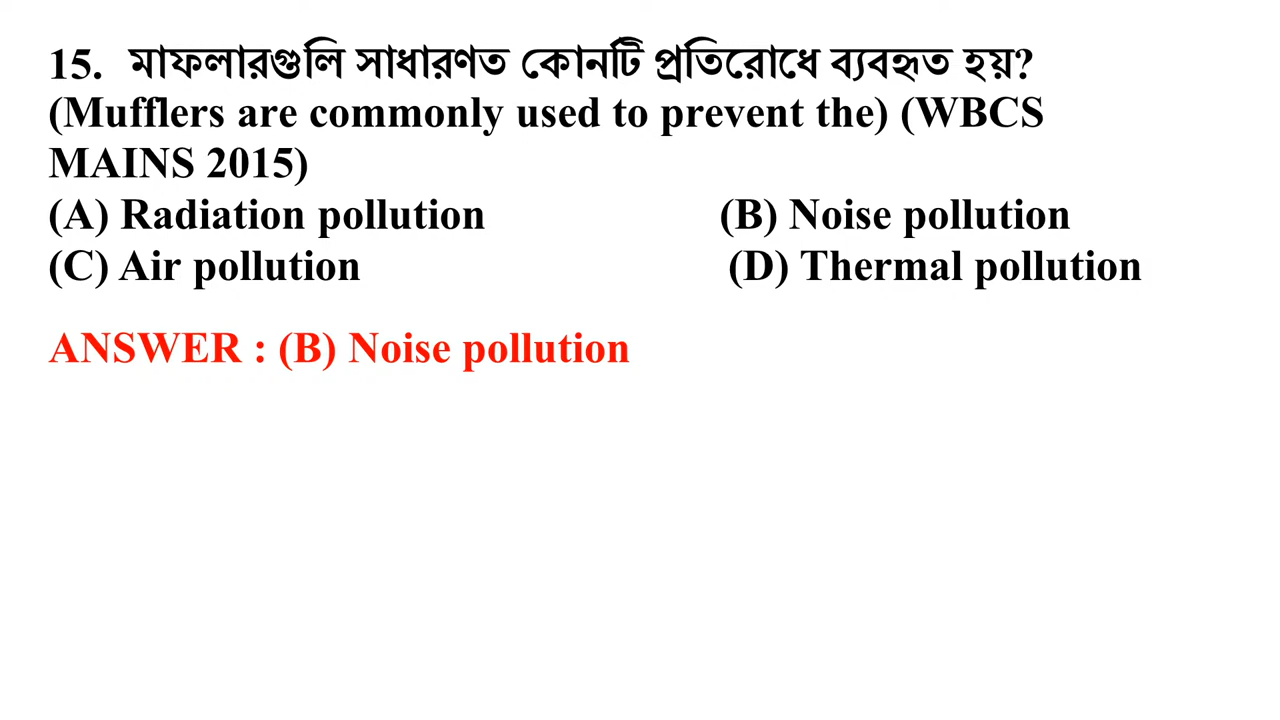 15. মাফলারগুলি সাধারণত কোনটি প্রতিরোধে ব্যবহৃত হয়?
(Mufflers are commonly used to prevent the) (WBCS
MAINS 2015)
(A) Radiation pollution (B) Noise pollution
(C) Air pollution (D) Thermal pollution
ANSWER : (B) Noise pollution